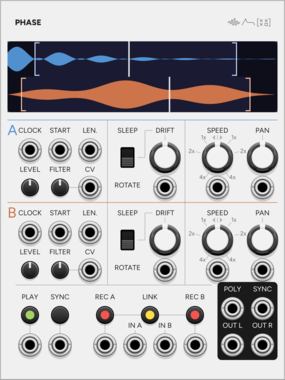 PHASE
A CLOCK START LEN. SLEEP DRIFT SPEED PAN
1x 1x
2x 2x
LEVEL FILTER CV
4x 4x
ROTATE
B CLOCK START LEN. SLEEP DRIFT SPEED PAN
1x 1x
2x 2x
LEVEL FILTER CV
4x 4x
ROTATE
POLY SYNC
PLAY SYNC REC A LINK REC B
OUT L OUT R
IN A IN B